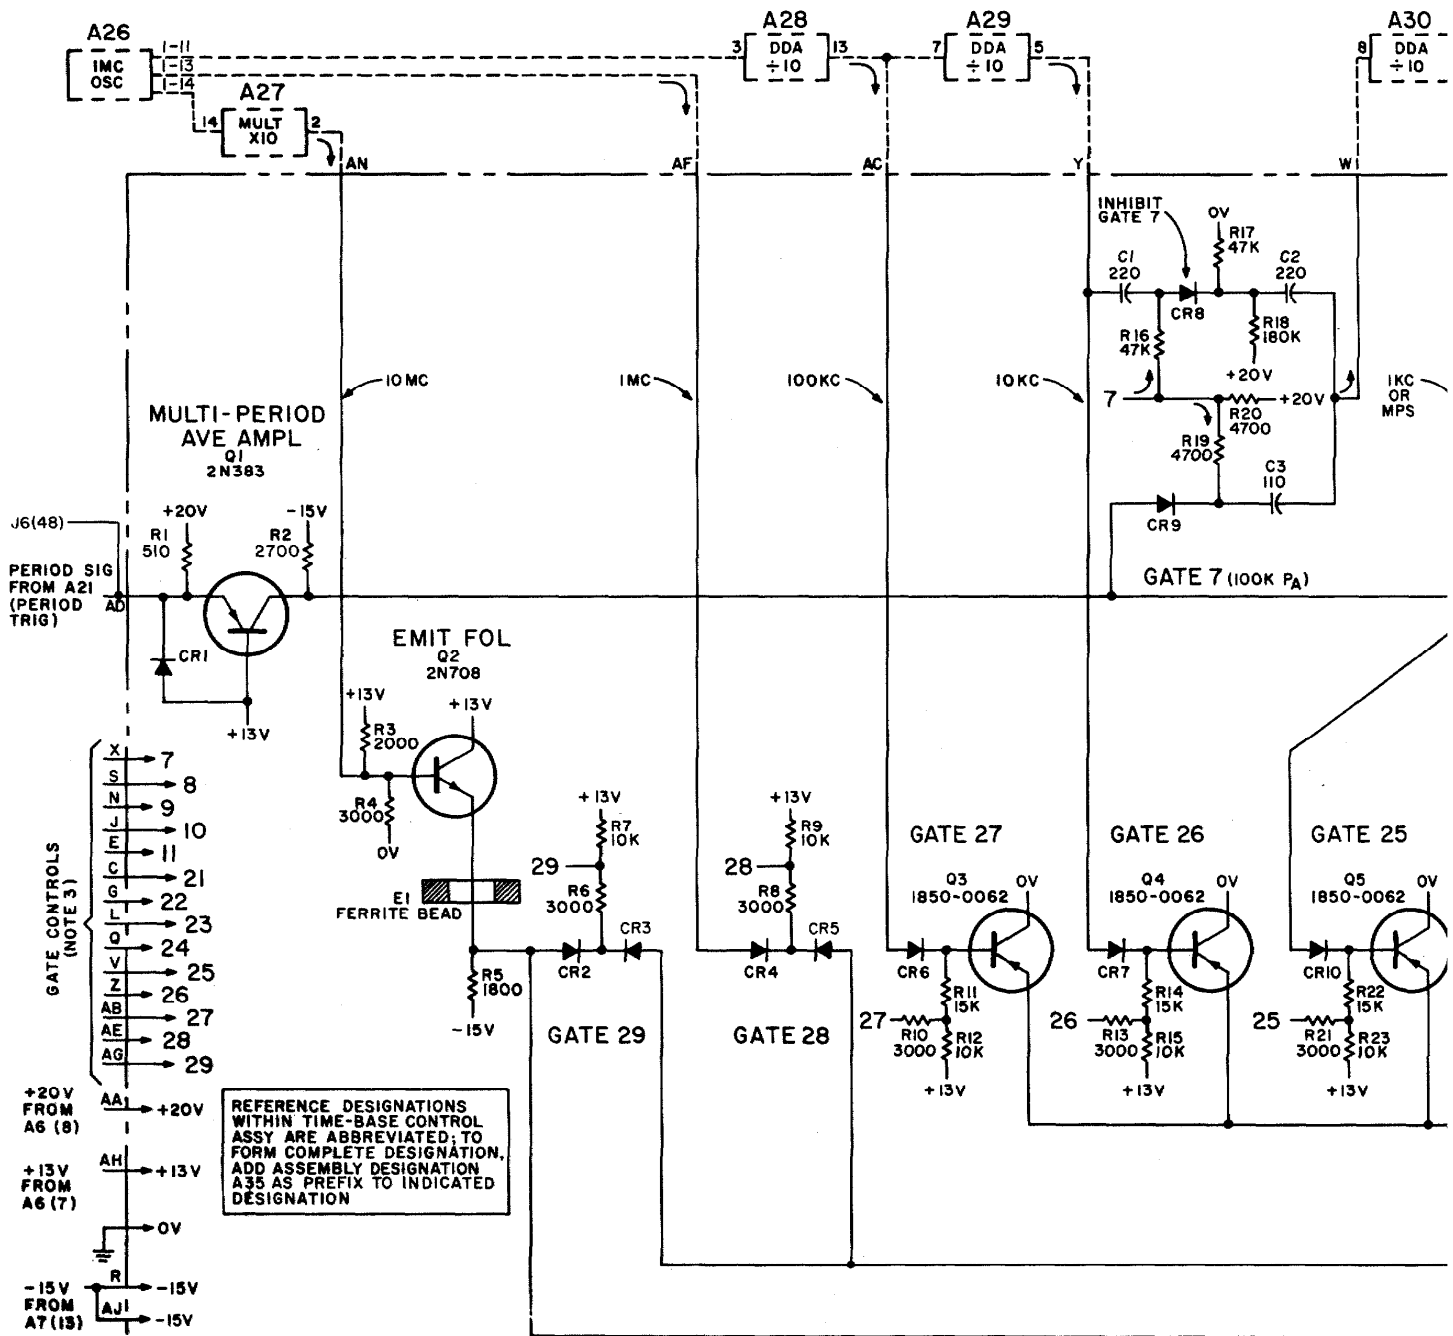 A26
1MC
OSC
1-11
1-13
1-14
A27
14
MULT
X10
2
A28
3
DDA
÷10
13
A29
7
DDA
÷10
5
A30
8
DDA
÷10
AN
AF
AC
Y
W
INHIBIT
GATE 7
0V
R17
47K
C1
220
C2
220
CR8
R16
47K
R18
180K
+20V
7
R20
4700
+20V
R19
4700
C3
110
CR9
GATE 7 (100K PA)
10MC
1MC
100KC
10KC
1KC
OR
MPS
MULTI-PERIOD
AVE AMPL
Q1
2N383
J6(48)
+20V
R1
510
-15V
R2
2700
PERIOD SIG
FROM A21
(PERIOD
TRIG)
AD
CR1
+13V
EMIT FOL
Q2
2N708
+13V
+13V
R3
2000
R4
3000
0V
E1
FERRITE BEAD
R5
1800
-15V
+13V
R7
10K
29
R6
3000
CR3
CR2
GATE 29
+13V
R9
10K
28
R8
3000
CR5
CR4
GATE 28
GATE 27
Q3
1850-0062
0V
CR6
R11
15K
27
R10
3000
R12
10K
+13V
GATE 26
Q4
1850-0062
0V
CR7
R14
15K
26
R13
3000
R15
10K
+13V
GATE 25
Q5
1850-0062
0V
CR10
R22
15K
25
R21
3000
R23
10K
+13V
GATE CONTROLS
(NOTE 3)
X 7
S 8
N 9
J 10
E 11
C 21
G 22
L 23
Q 24
V 25
Z 26
AB 27
AE 28
AG 29
+20V
FROM
A6 (8)
AA
+20V
+13V
FROM
A6 (7)
AH
+13V
0V
-15V
FROM
A7 (13)
R
-15V
AJ
-15V
REFERENCE DESIGNATIONS
WITHIN TIME-BASE CONTROL
ASSY ARE ABBREVIATED; TO
FORM COMPLETE DESIGNATION,
ADD ASSEMBLY DESIGNATION
A35 AS PREFIX TO INDICATED
DESIGNATION